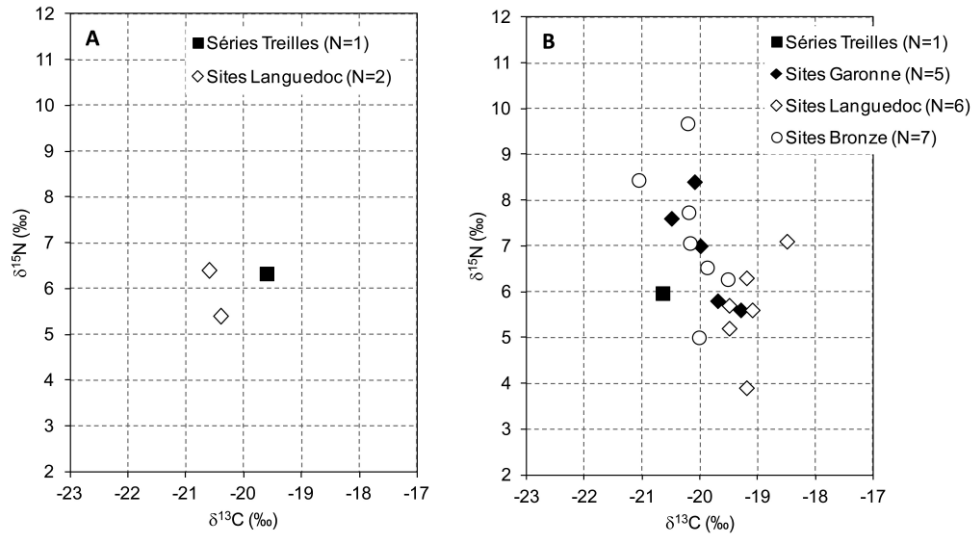 A
Séries Treilles (N=1)
Sites Languedoc (N=2)
12
11
10
9
8
7
6
5
4
3
2
δ15N (‰)
-23 -22 -21 -20 -19 -18 -17
δ13C (‰)
B
Séries Treilles (N=1)
Sites Garonne (N=5)
Sites Languedoc (N=6)
Sites Bronze (N=7)
12
11
10
9
8
7
6
5
4
3
2
δ15N (‰)
-23 -22 -21 -20 -19 -18 -17
δ13C (‰)